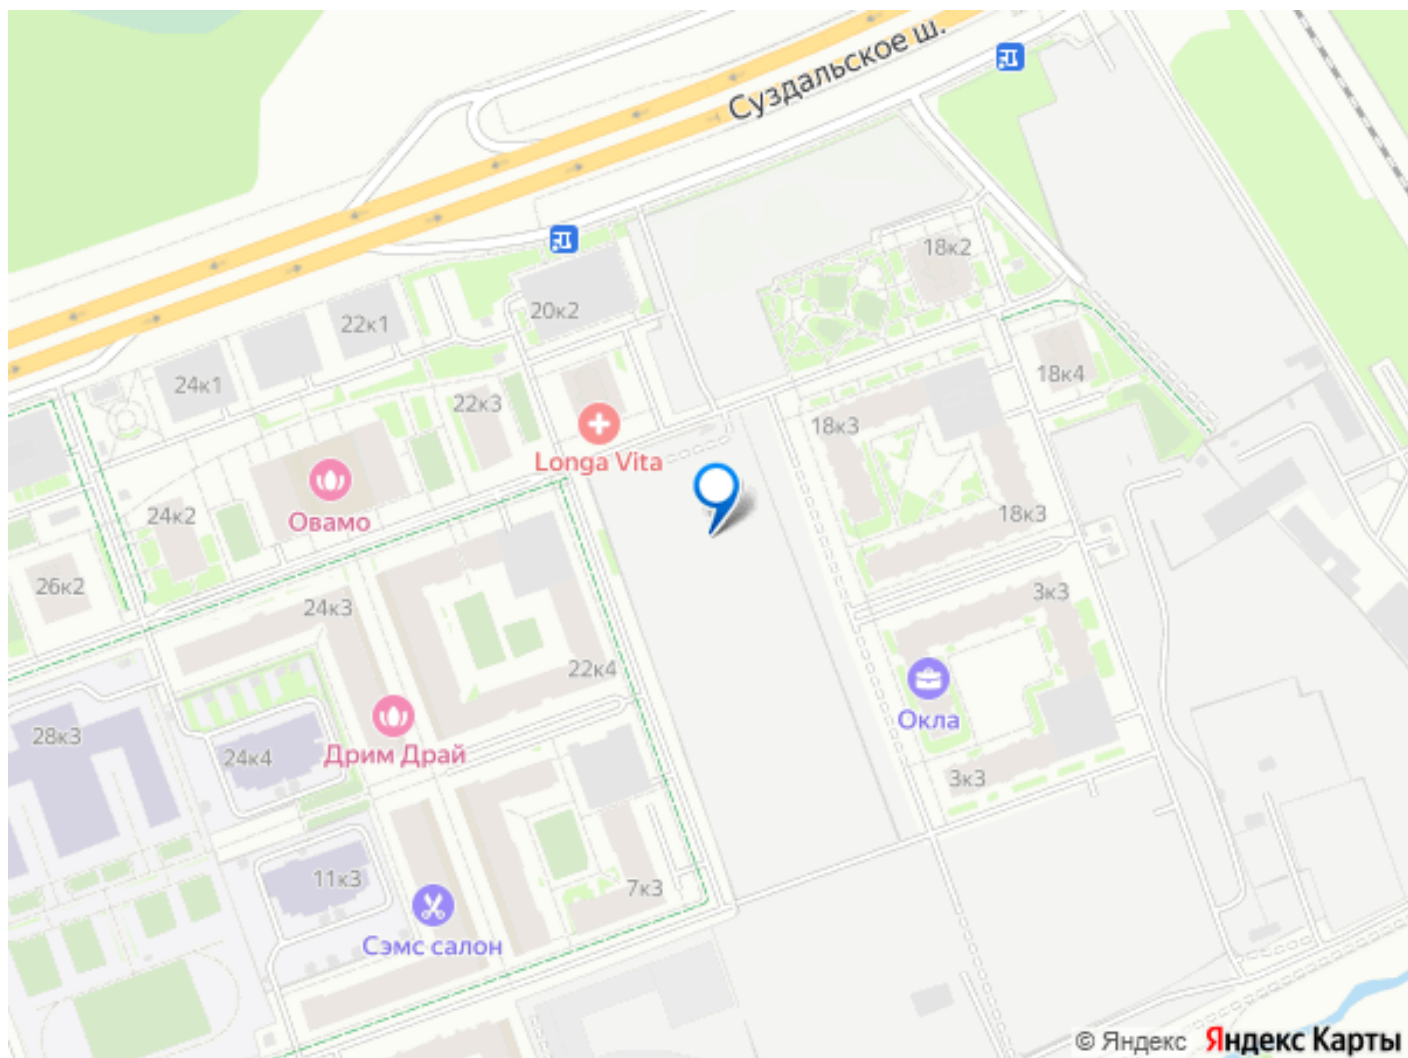 Суздальское ш.
18к2
20к2
22к1
24к1
18к4
22к3
18к3
Longa Vita
Овамо
24к2
18к3
26к2
24к3
3к3
22к4
Окла
28к3
24к4
Дрим Драй
3к3
11к3
7к3
Сэмс салон
© Яндекс Яндекс Карты